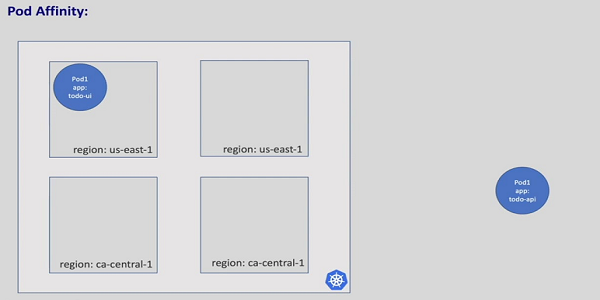 Pod Affinity:
Pod1
app:
todo-ui
region: us-east-1
region: us-east-1
Pod1
app:
todo-api
region: ca-central-1
region: ca-central-1